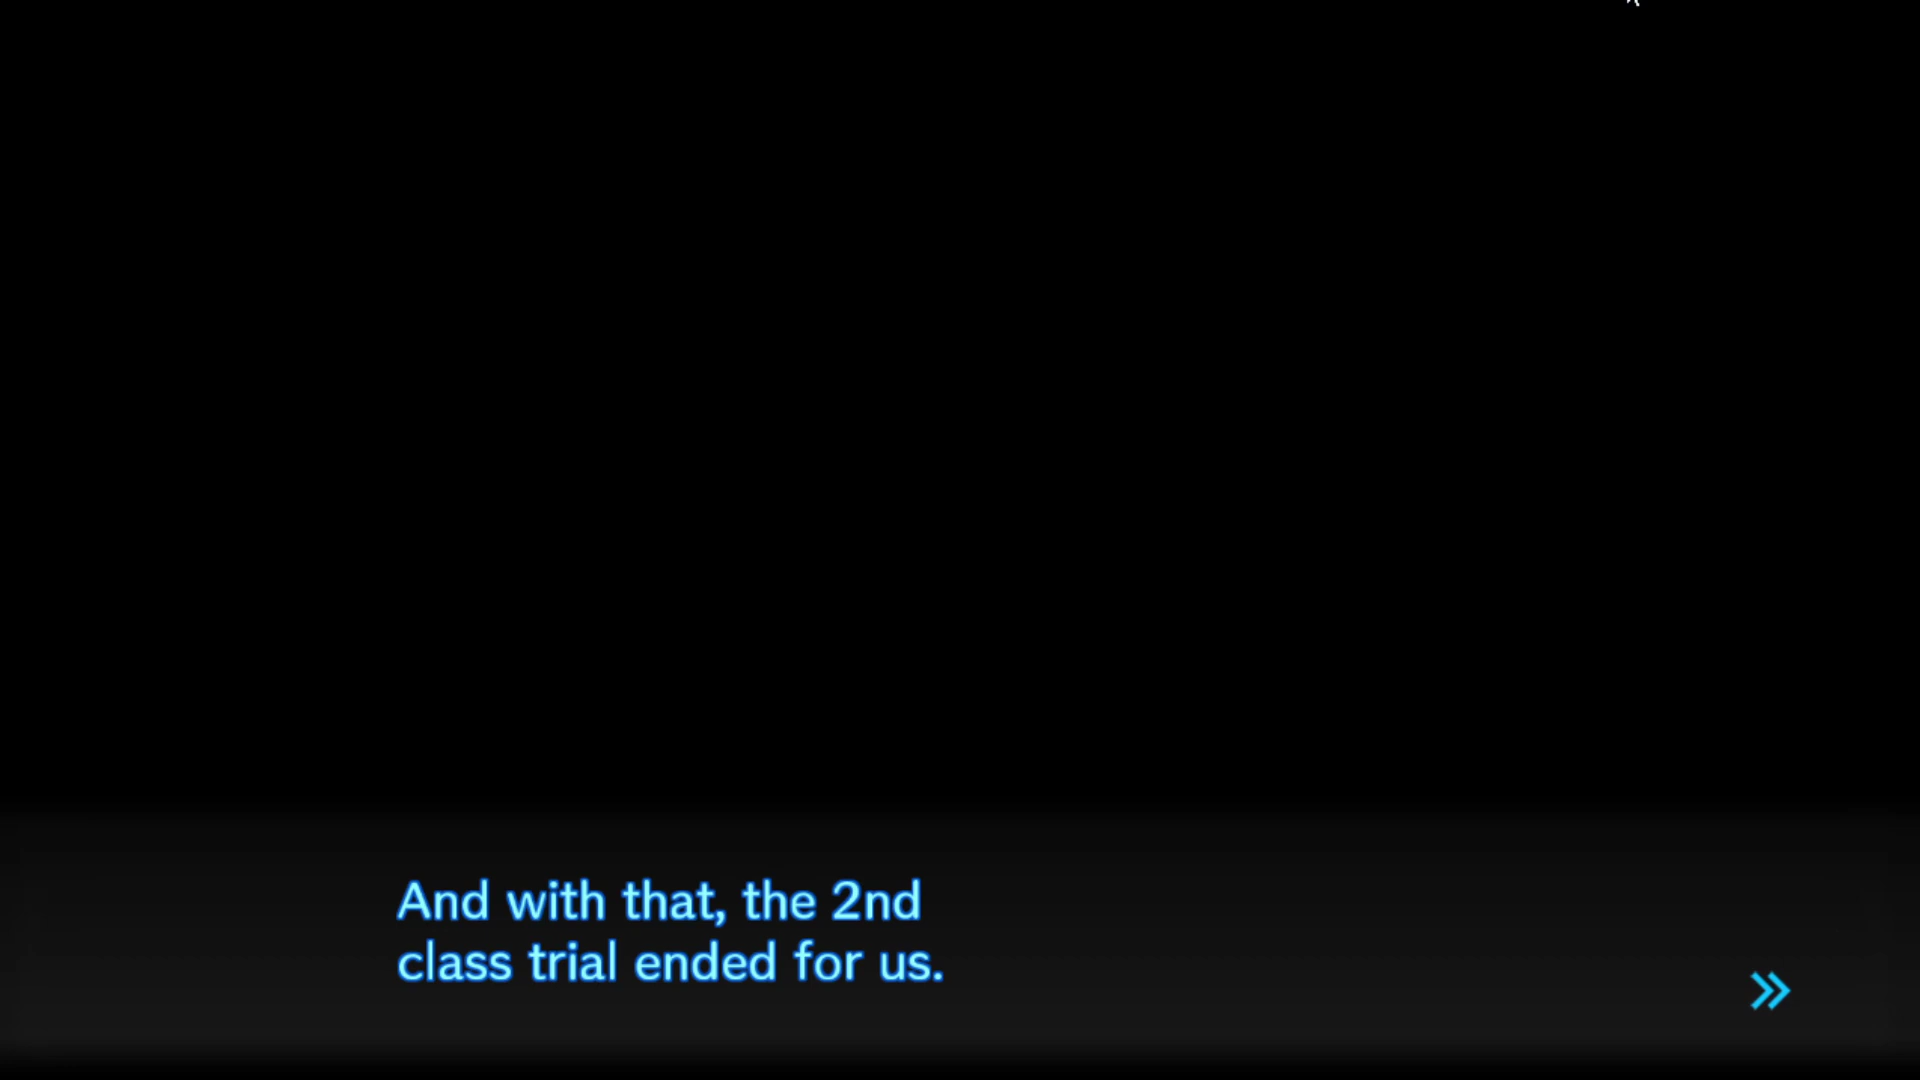 And with that, the 2nd
class trial ended for us.